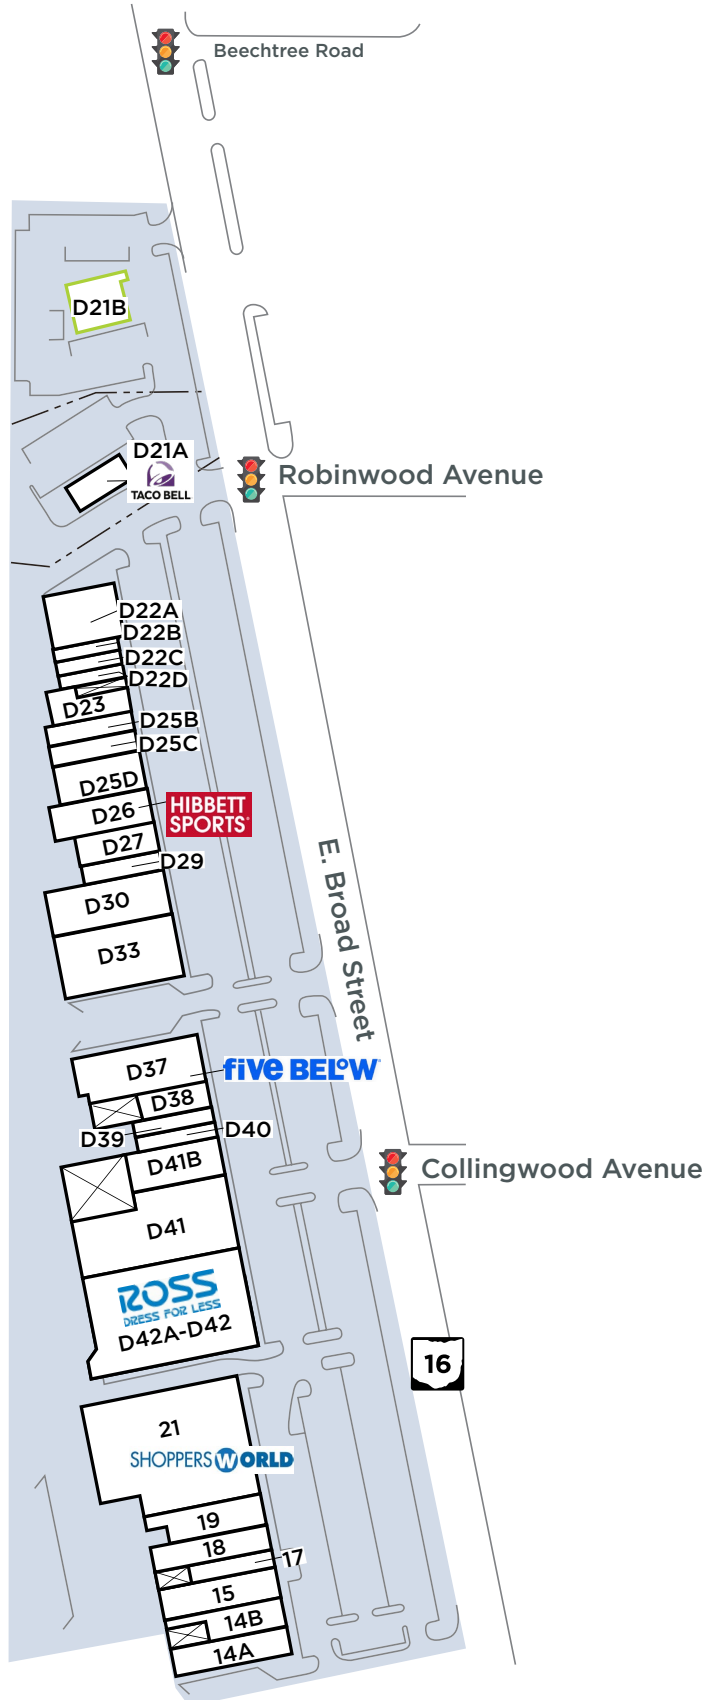 Beechtree Road
D21B
D21A
TACO BELL
Robinwood Avenue
D22A
D22B
D22C
D22D
D23
D25B
D25C
D25D
D26
HIBBETT
SPORTS
D27
D29
D30
D33
E. Broad Street
D37
five BELOW
D38
D39
D40
D41B
Collingwood Avenue
D41
ROSS
DRESS FOR LESS
D42A-D42
16
21
SHOPPERS WORLD
19
18
17
15
14B
14A